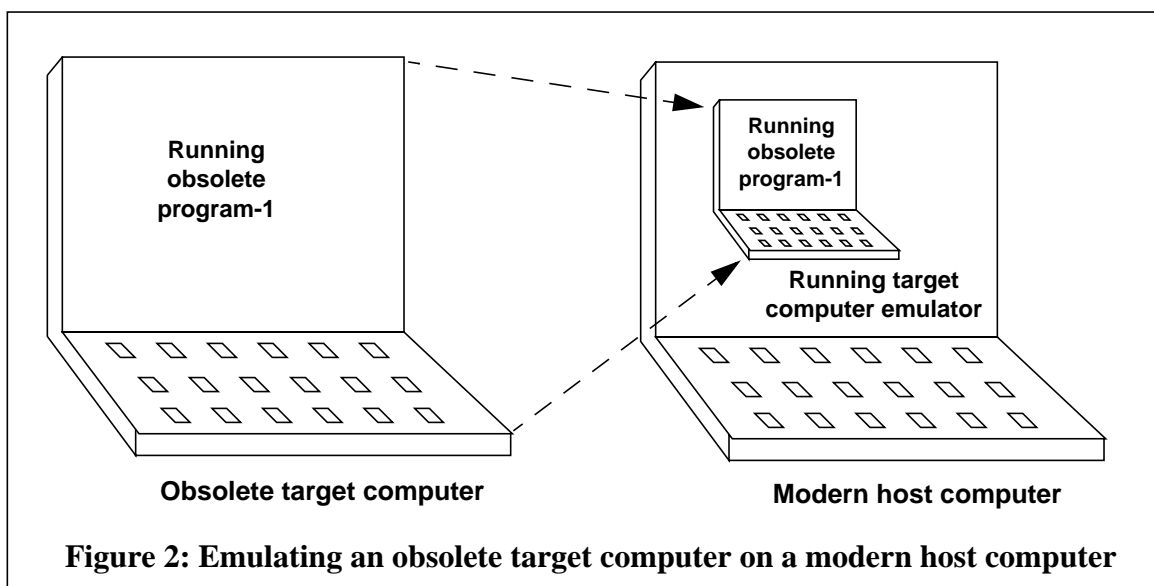 Running
obsolete
program-1
Running
obsolete
program-1
Running target
computer emulator
Obsolete target computer
Modern host computer
Figure 2: Emulating an obsolete target computer on a modern host computer